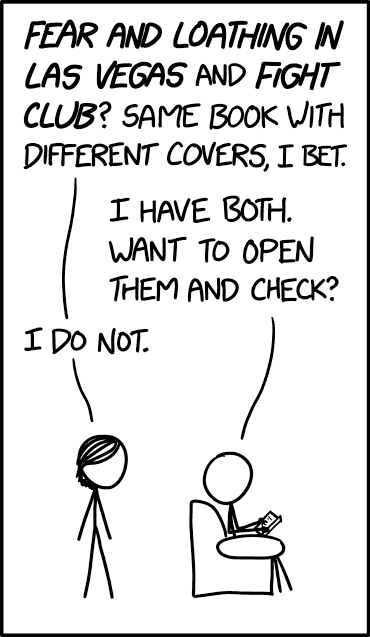 FEAR AND LOATHING IN
LAS VEGAS AND FIGHT
CLUB? SAME BOOK WITH
DIFFERENT COVERS, I BET.
I HAVE BOTH.
WANT TO OPEN
THEM AND CHECK?
I DO NOT.